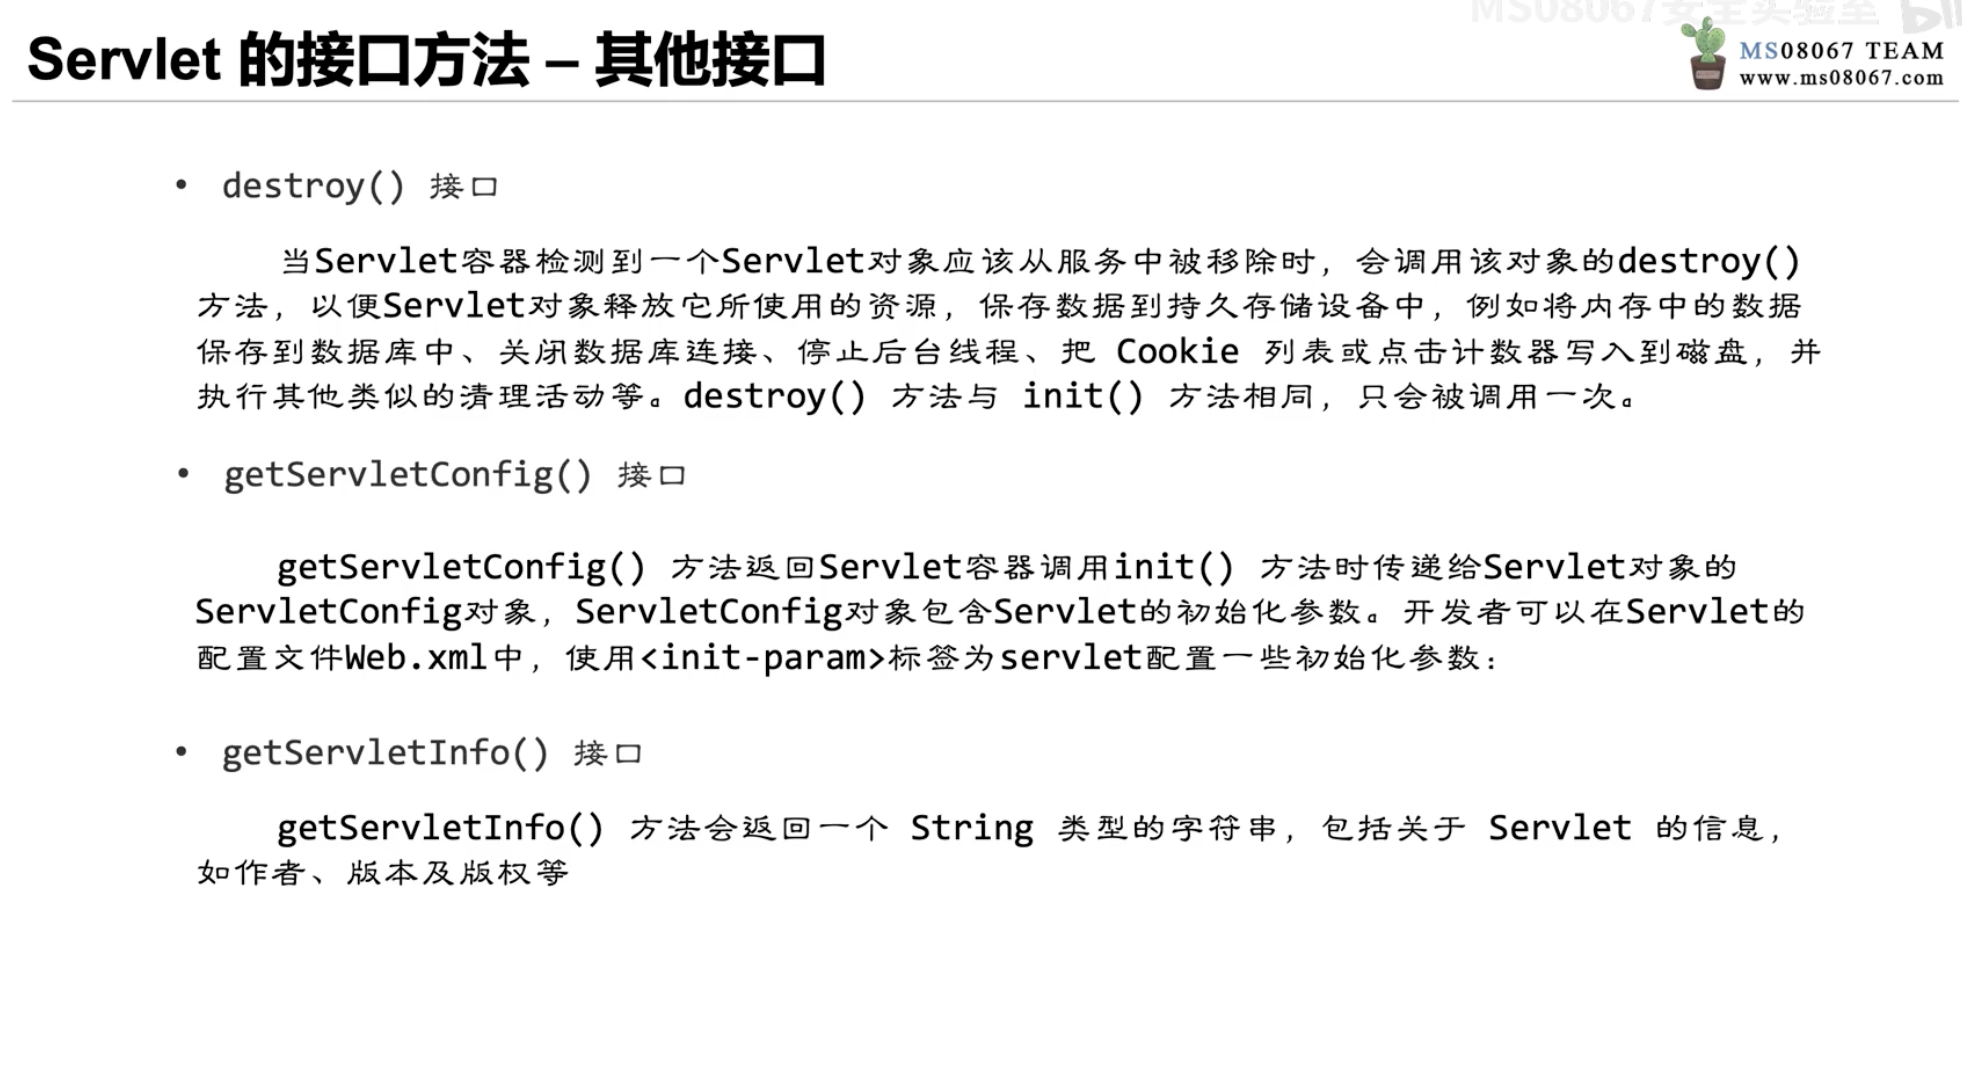 MS08067安全实验室
Servlet 的接口方法 – 其他接口
MS08067 TEAM
www.ms08067.com
• destroy() 接口
当Servlet容器检测到一个Servlet对象应该从服务中被移除时，会调用该对象的destroy()
方法，以便Servlet对象释放它所使用的资源，保存数据到持久存储设备中，例如将内存中的数据
保存到数据库中、关闭数据库连接、停止后台线程、把 Cookie 列表或点击计数器写入到磁盘，并
执行其他类似的清理活动等。destroy() 方法与 init() 方法相同，只会被调用一次。
• getServletConfig() 接口
getServletConfig() 方法返回Servlet容器调用init() 方法时传递给Servlet对象的
ServletConfig对象，ServletConfig对象包含Servlet的初始化参数。开发者可以在Servlet的
配置文件Web.xml中，使用<init-param>标签为servlet配置一些初始化参数：
• getServletInfo() 接口
getServletInfo() 方法会返回一个 String 类型的字符串，包括关于 Servlet 的信息，
如作者、版本及版权等